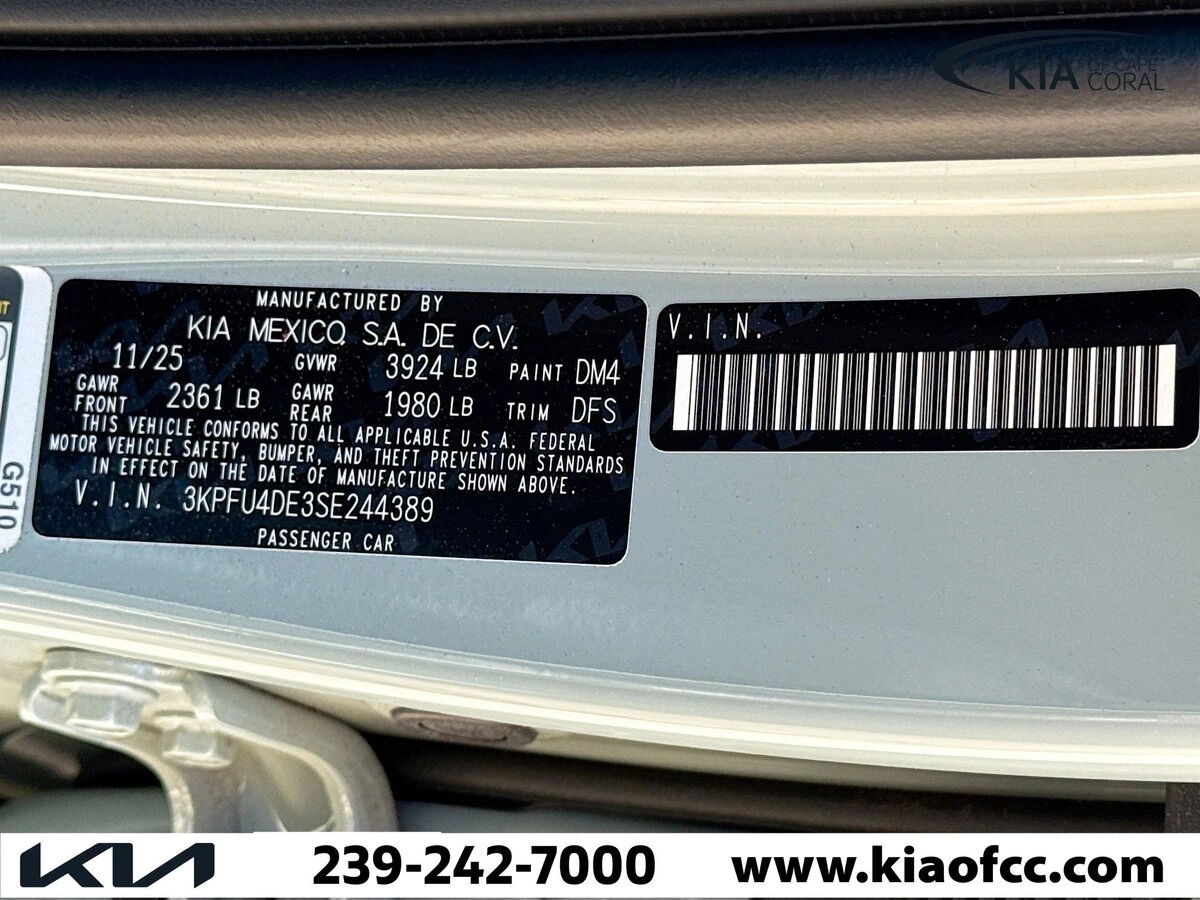 KIA OF CAPE CORAL
MANUFACTURED BY
KIA MEXICO, S.A. DE C.V.
11/25 GVWR 3924 LB PAINT DM4
GAWR FRONT 2361 LB GAWR REAR 1980 LB TRIM DFS
THIS VEHICLE CONFORMS TO ALL APPLICABLE U.S.A. FEDERAL
MOTOR VEHICLE SAFETY, BUMPER, AND THEFT PREVENTION STANDARDS
IN EFFECT ON THE DATE OF MANUFACTURE SHOWN ABOVE.
V.I.N. 3KPFU4DE3SE244389
PASSENGER CAR
V.I.N.
G510
KIA 239-242-7000 www.kiaofcc.com